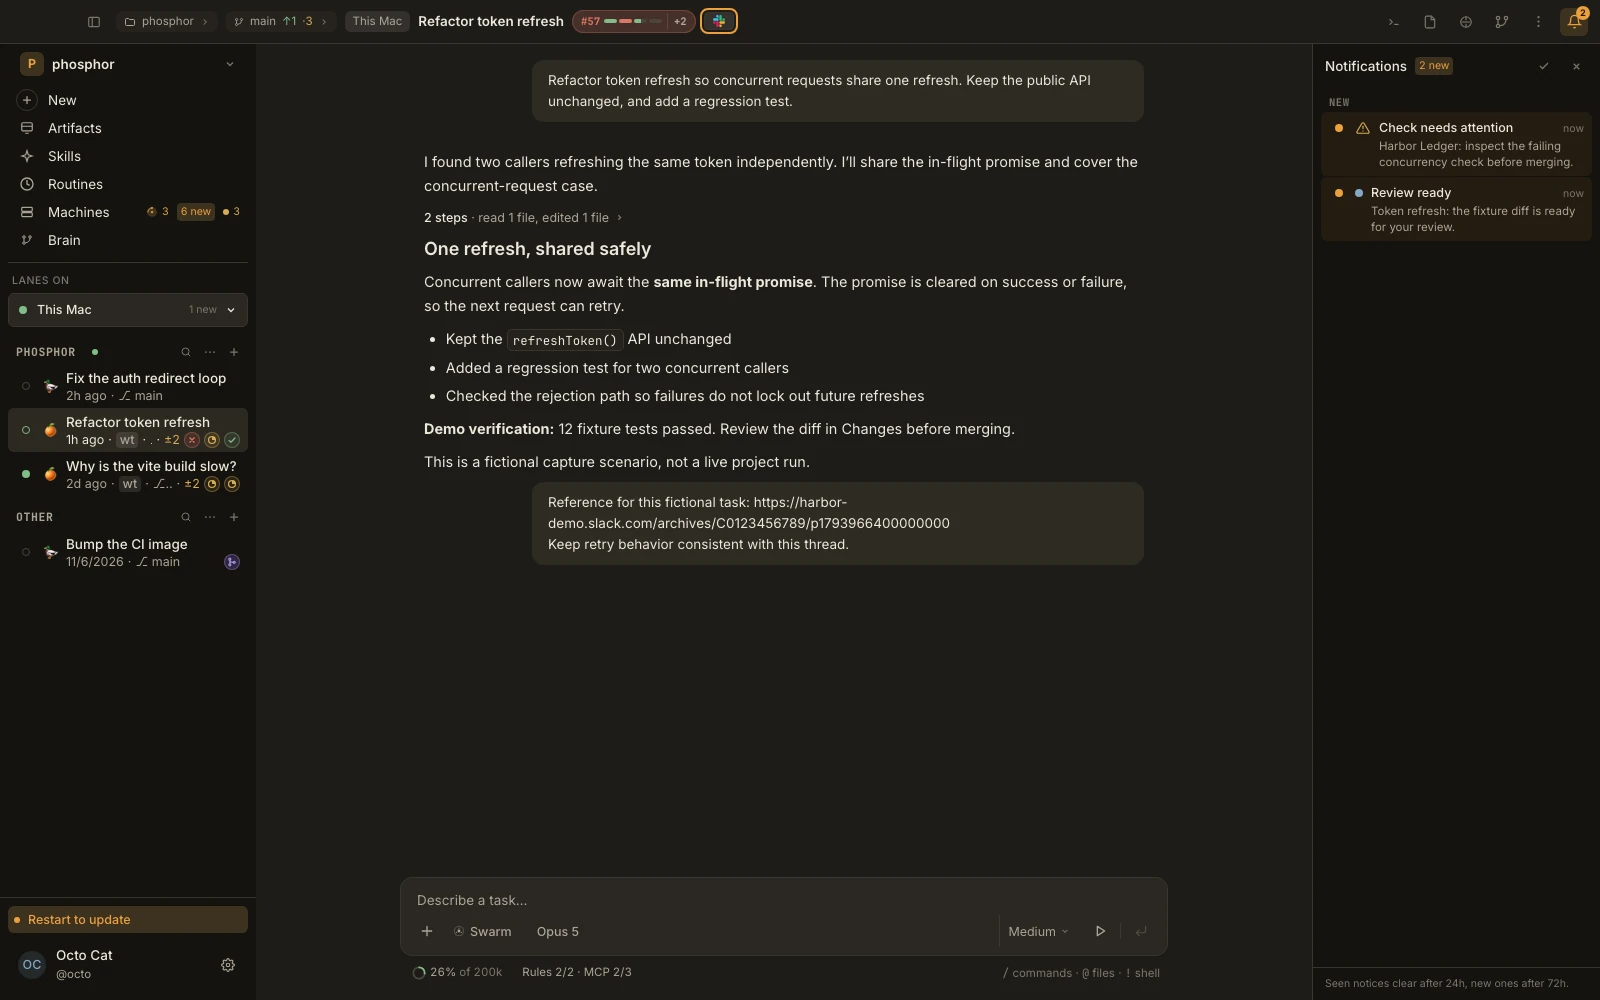 phosphor
main ↑1 ·3
This Mac
Refactor token refresh
#57
+2
2
P phosphor
New
Artifacts
Skills
Routines
Machines 3 6 new 3
Brain
LANES ON
This Mac 1 new
PHOSPHOR
Fix the auth redirect loop
2h ago · ⌥ main
Refactor token refresh
1h ago · wt · . · ±2
Why is the vite build slow?
2d ago · wt · ⌥.. · ±2
OTHER
Bump the CI image
11/6/2026 · ⌥ main
Restart to update
OC
Octo Cat
@octo
Refactor token refresh so concurrent requests share one refresh. Keep the public API
unchanged, and add a regression test.
I found two callers refreshing the same token independently. I’ll share the in-flight promise and cover the
concurrent-request case.
2 steps · read 1 file, edited 1 file
One refresh, shared safely
Concurrent callers now await the same in-flight promise. The promise is cleared on success or failure,
so the next request can retry.
• Kept the refreshToken() API unchanged
• Added a regression test for two concurrent callers
• Checked the rejection path so failures do not lock out future refreshes
Demo verification: 12 fixture tests passed. Review the diff in Changes before merging.
This is a fictional capture scenario, not a live project run.
Reference for this fictional task: https://harbor-
demo.slack.com/archives/C0123456789/p1793966400000000
Keep retry behavior consistent with this thread.
Describe a task...
Swarm
Opus 5
Medium
26% of 200k
Rules 2/2 · MCP 2/3
/ commands · @ files · ! shell
Notifications 2 new
NEW
Check needs attention now
Harbor Ledger: inspect the failing
concurrency check before merging.
Review ready now
Token refresh: the fixture diff is ready
for your review.
Seen notices clear after 24h, new ones after 72h.